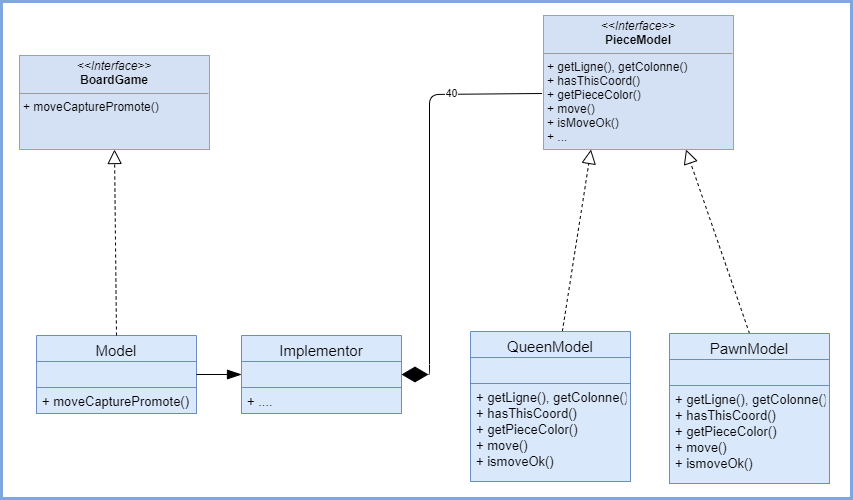 <<Interface>>
BoardGame
+ moveCapturePromote()
<<Interface>>
PieceModel
+ getLigne(), getColonne()
+ hasThisCoord()
+ getPieceColor()
+ move()
+ isMoveOk()
+ ...
40
Model
+ moveCapturePromote()
Implementor
+ ....
QueenModel
+ getLigne(), getColonne()
+ hasThisCoord()
+ getPieceColor()
+ move()
+ ismoveOk()
PawnModel
+ getLigne(), getColonne()
+ hasThisCoord()
+ getPieceColor()
+ move()
+ ismoveOk()